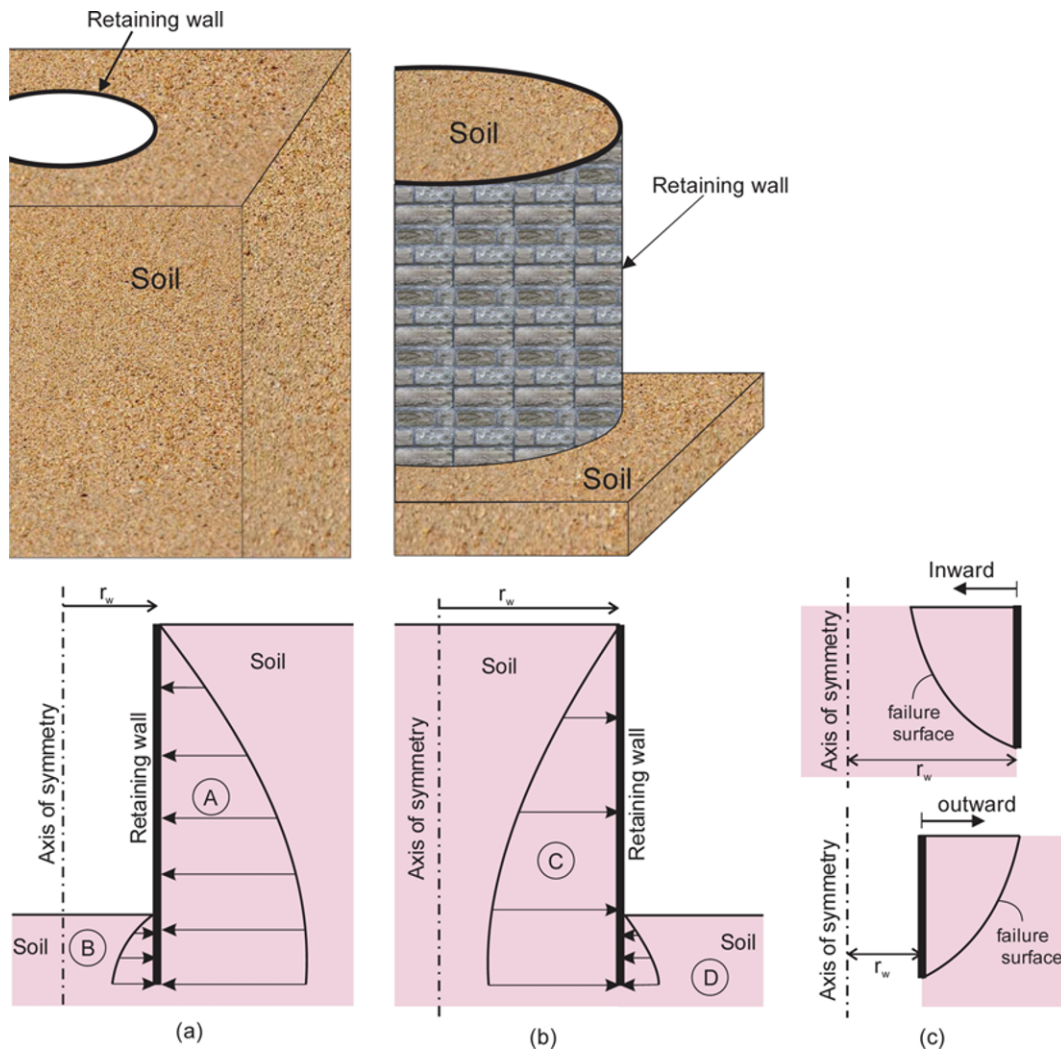 Retaining wall
Soil
Soil
Retaining wall
Soil
r_w
Axis of symmetry
Retaining wall
Soil
A
Soil
B
(a)
r_w
Axis of symmetry
Soil
Retaining wall
C
Soil
D
(b)
Inward
Axis of symmetry
failure
surface
r_w
outward
Axis of symmetry
failure
surface
r_w
(c)